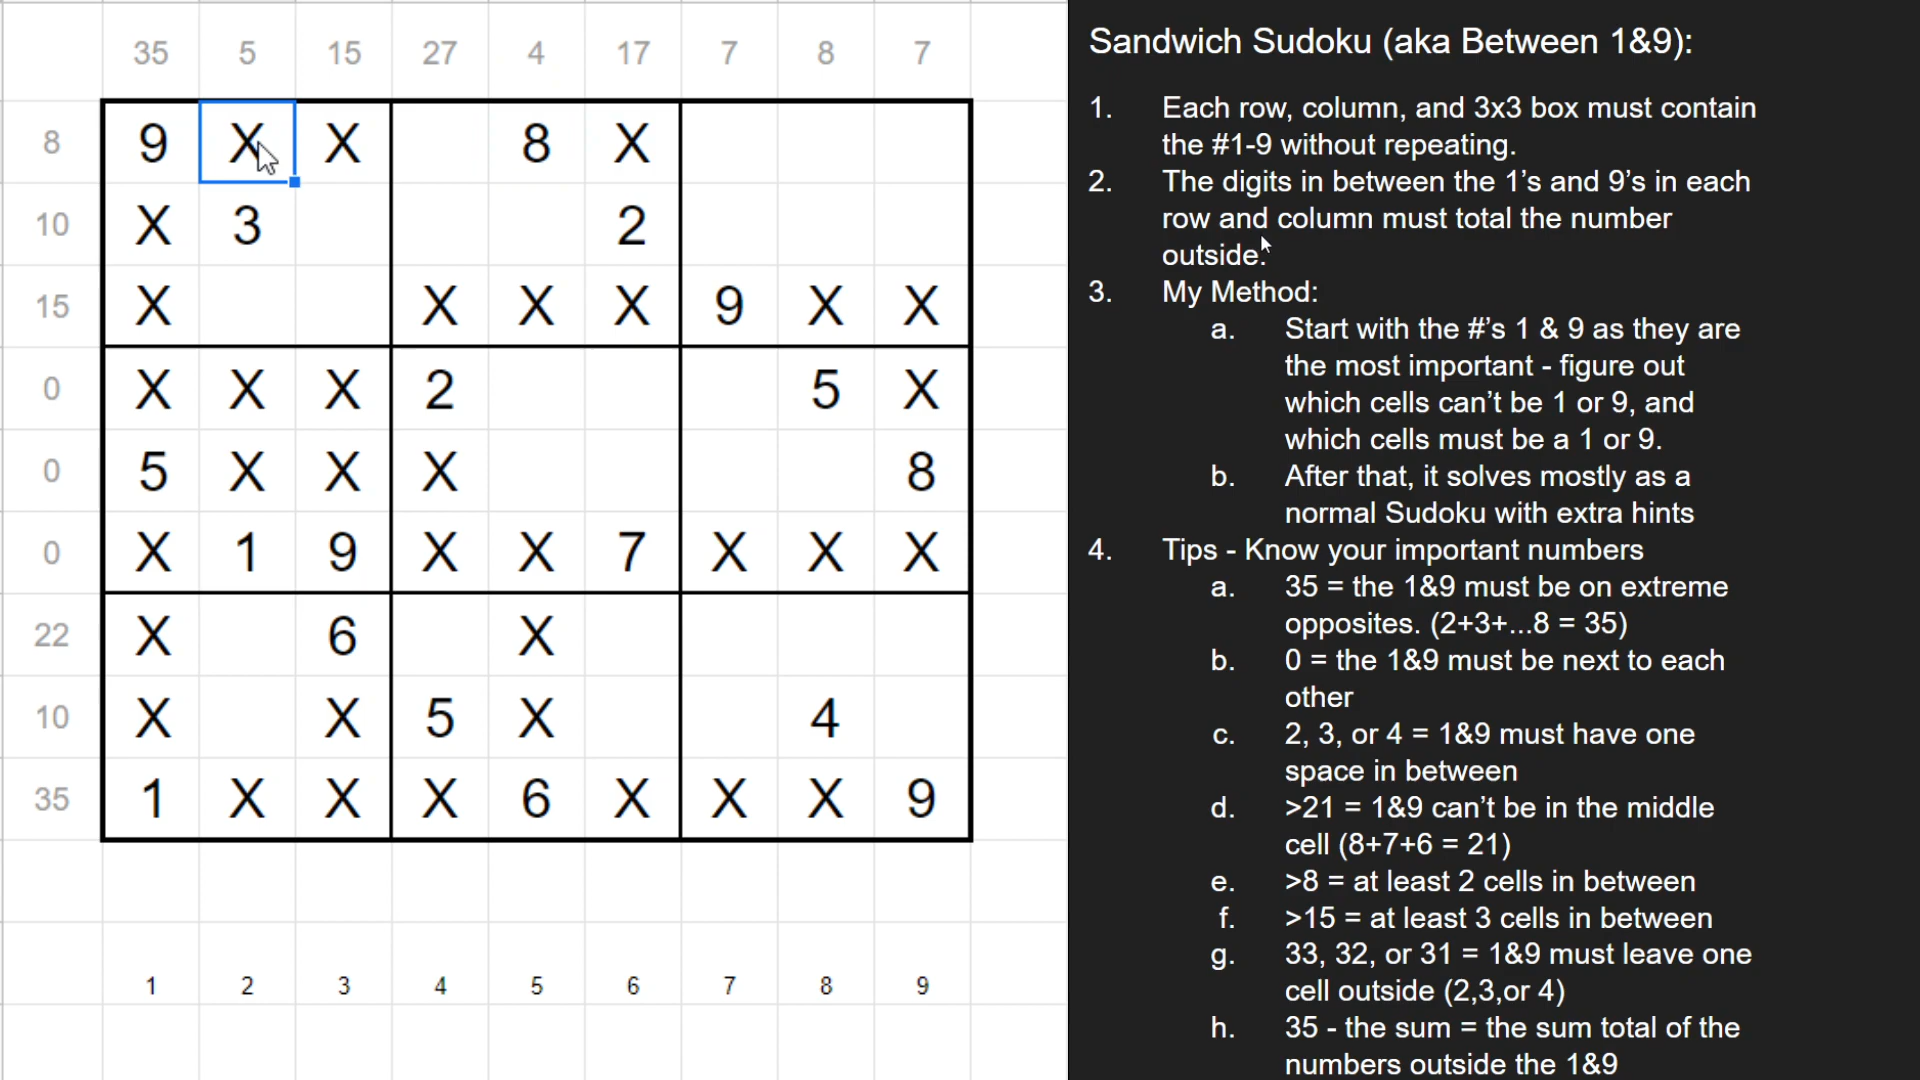 35 5 15 27 4 17 7 8 7
8 9 X X 8 X
10 X 3 2
15 X X X X 9 X X
0 X X X 2 5 X
0 5 X X X 8
0 X 1 9 X X 7 X X X
22 X 6 X
10 X X 5 X 4
35 1 X X X 6 X X X 9
1 2 3 4 5 6 7 8 9
Sandwich Sudoku (aka Between 1&9):
1. Each row, column, and 3x3 box must contain
the #1-9 without repeating.
2. The digits in between the 1's and 9's in each
row and column must total the number
outside.
3. My Method:
a. Start with the #'s 1 & 9 as they are
the most important - figure out
which cells can't be 1 or 9, and
which cells must be a 1 or 9.
b. After that, it solves mostly as a
normal Sudoku with extra hints
4. Tips - Know your important numbers
a. 35 = the 1&9 must be on extreme
opposites. (2+3+...8 = 35)
b. 0 = the 1&9 must be next to each
other
c. 2, 3, or 4 = 1&9 must have one
space in between
d. >21 = 1&9 can't be in the middle
cell (8+7+6 = 21)
e. >8 = at least 2 cells in between
f. >15 = at least 3 cells in between
g. 33, 32, or 31 = 1&9 must leave one
cell outside (2,3,or 4)
h. 35 - the sum = the sum total of the
numbers outside the 1&9